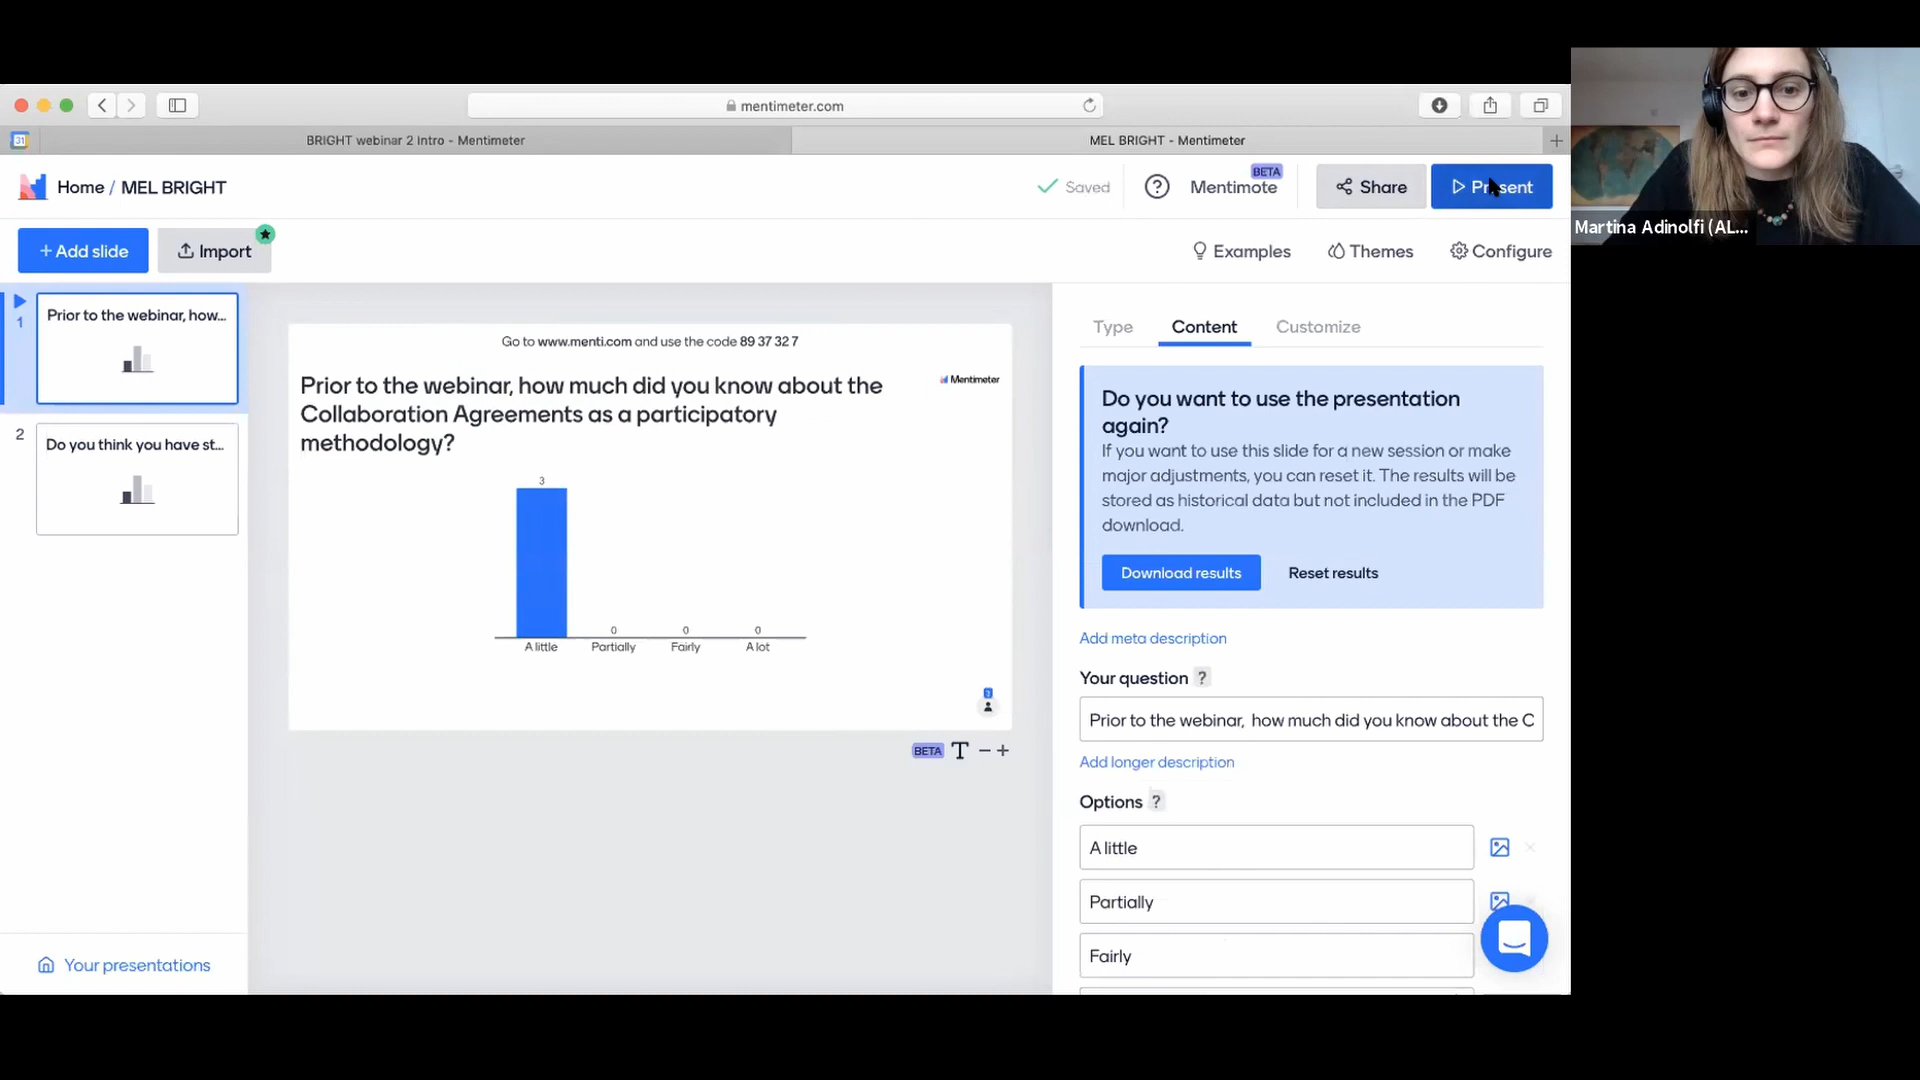 mentimeter.com
31
BRIGHT webinar 2 Intro - Mentimeter
MEL BRIGHT - Mentimeter
Home / MEL BRIGHT
Saved
?
Mentimote
BETA
Share
Present
Martina Adinolfi (AL...
+ Add slide
Import
Examples
Themes
Configure
1
Prior to the webinar, how...
2
Do you think you have st...
Go to www.menti.com and use the code 89 37 32 7
Mentimeter
Prior to the webinar, how much did you know about the
Collaboration Agreements as a participatory
methodology?
3
0
0
0
A little
Partially
Fairly
A lot
3
BETA T − +
Type
Content
Customize
Do you want to use the presentation
again?
If you want to use this slide for a new session or make
major adjustments, you can reset it. The results will be
stored as historical data but not included in the PDF
download.
Download results
Reset results
Add meta description
Your question ?
Prior to the webinar, how much did you know about the C
Add longer description
Options ?
A little
Partially
Fairly
Your presentations